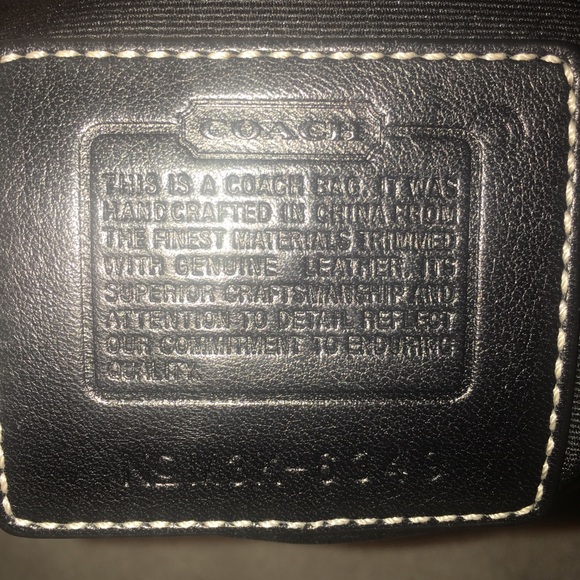 COACH
THIS IS A COACH BAG. IT WAS
HANDCRAFTED IN CHINA FROM
THE FINEST MATERIALS TRIMMED
WITH GENUINE LEATHER. ITS
SUPERIOR CRAFTSMANSHIP AND
ATTENTION TO DETAIL REFLECT
OUR COMMITMENT TO ENDURING
QUALITY.